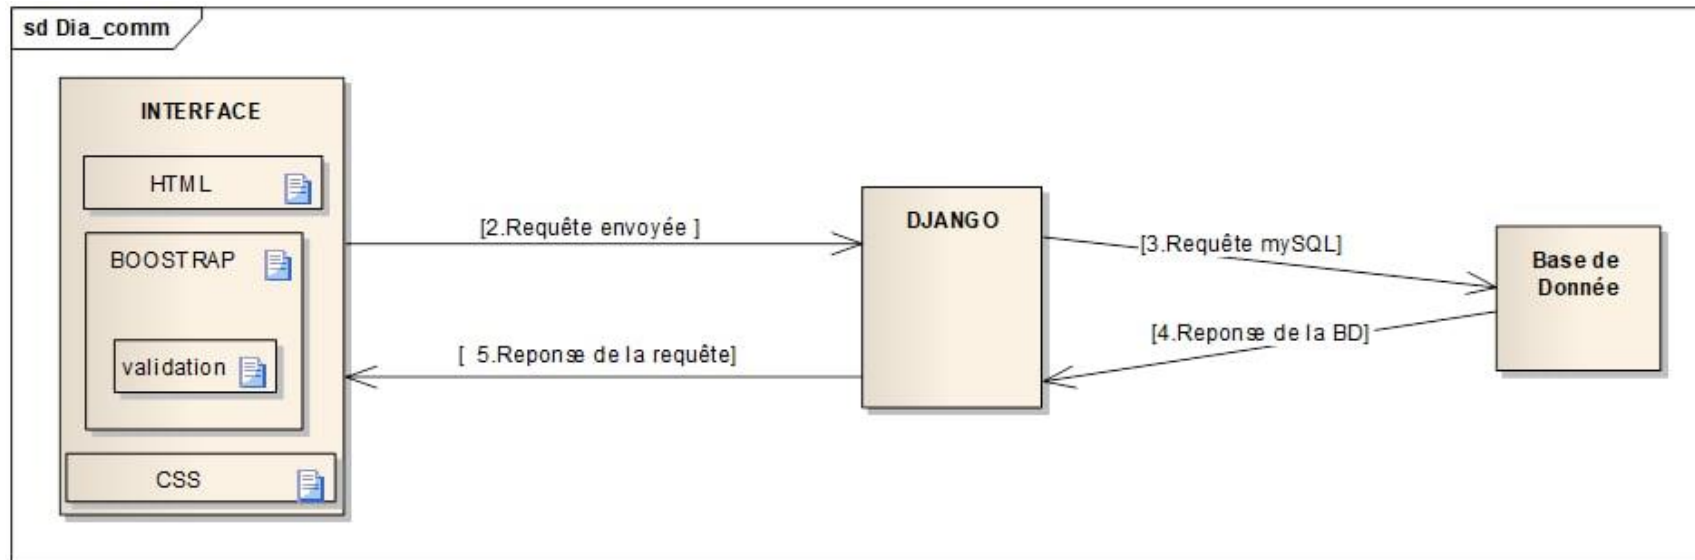 sd Dia_comm
INTERFACE
HTML
BOOSTRAP
validation
CSS
[2.Requête envoyée ]
[ 5.Reponse de la requête]
DJANGO
[3.Requête mySQL]
[4.Reponse de la BD]
Base de
Donnée